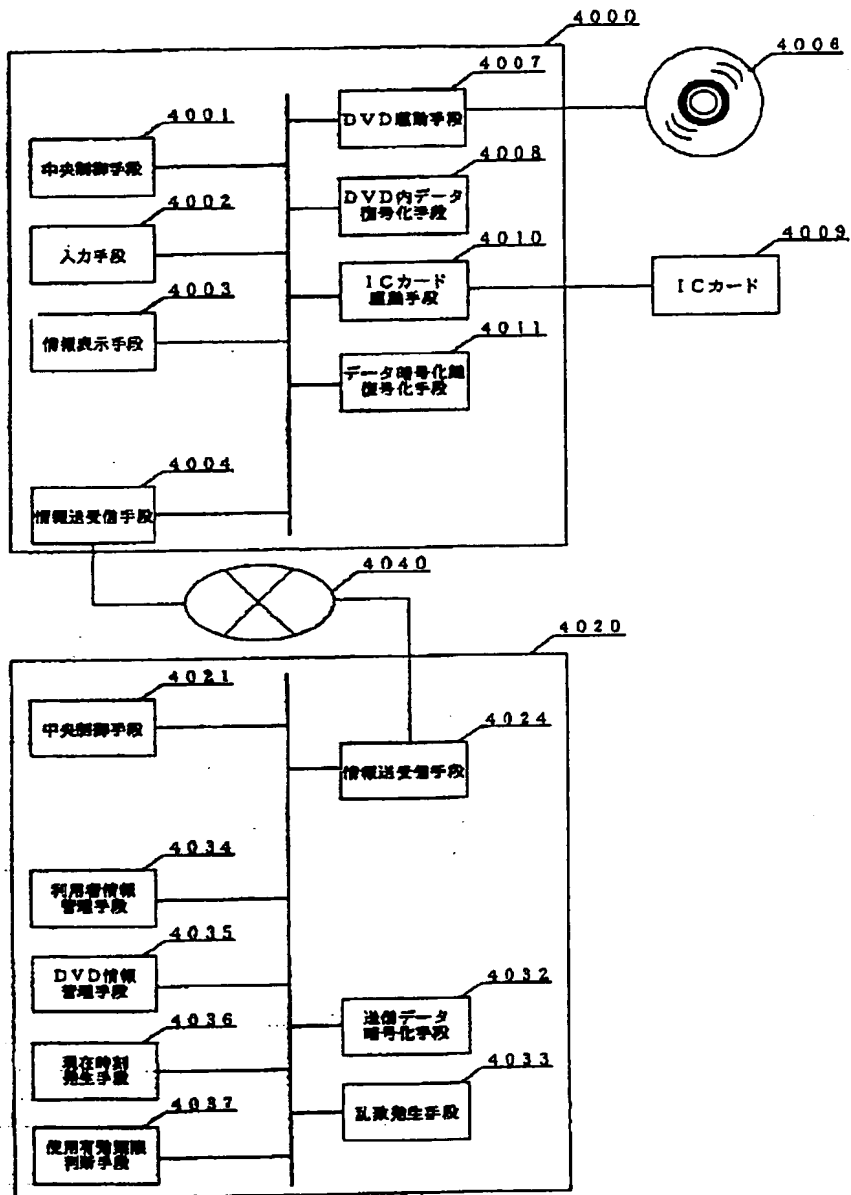 4000
4006
4007
DVD駆動手段
4001
中央制御手段
4008
DVD内データ
復号化手段
4002
入力手段
4010
ICカード
駆動手段
4009
ICカード
4003
情報表示手段
4011
データ暗号化鍵
復号化手段
4004
情報送受信手段
4040
4020
4021
中央制御手段
4024
情報送受信手段
4034
利用者情報
管理手段
4035
DVD情報
管理手段
4032
送信データ
暗号化手段
4036
現在時刻
発生手段
4033
乱数発生手段
4037
使用有効期限
判断手段